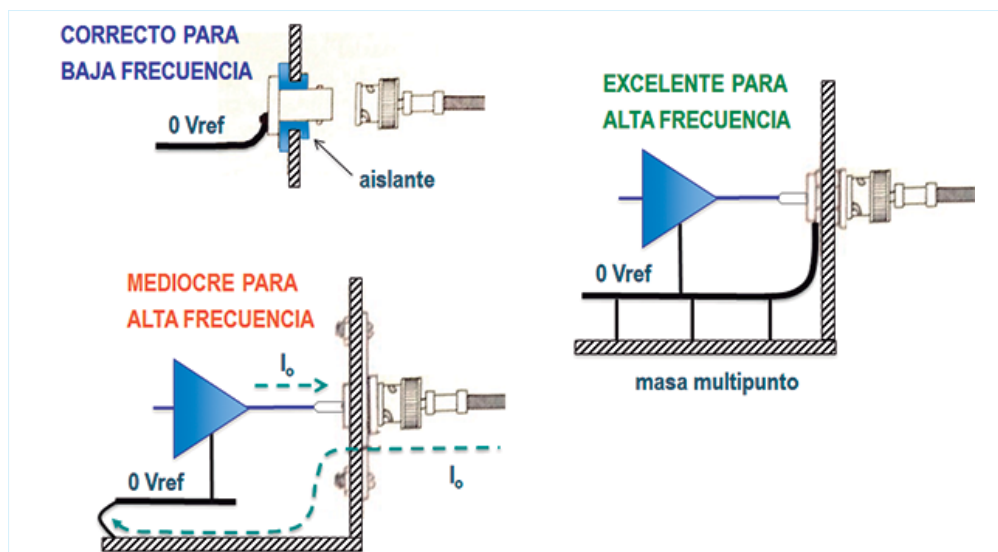 CORRECTO PARA
BAJA FRECUENCIA
0 Vref
aislante
EXCELENTE PARA
ALTA FRECUENCIA
0 Vref
masa multipunto
MEDIOCRE PARA
ALTA FRECUENCIA
Io
0 Vref
Io